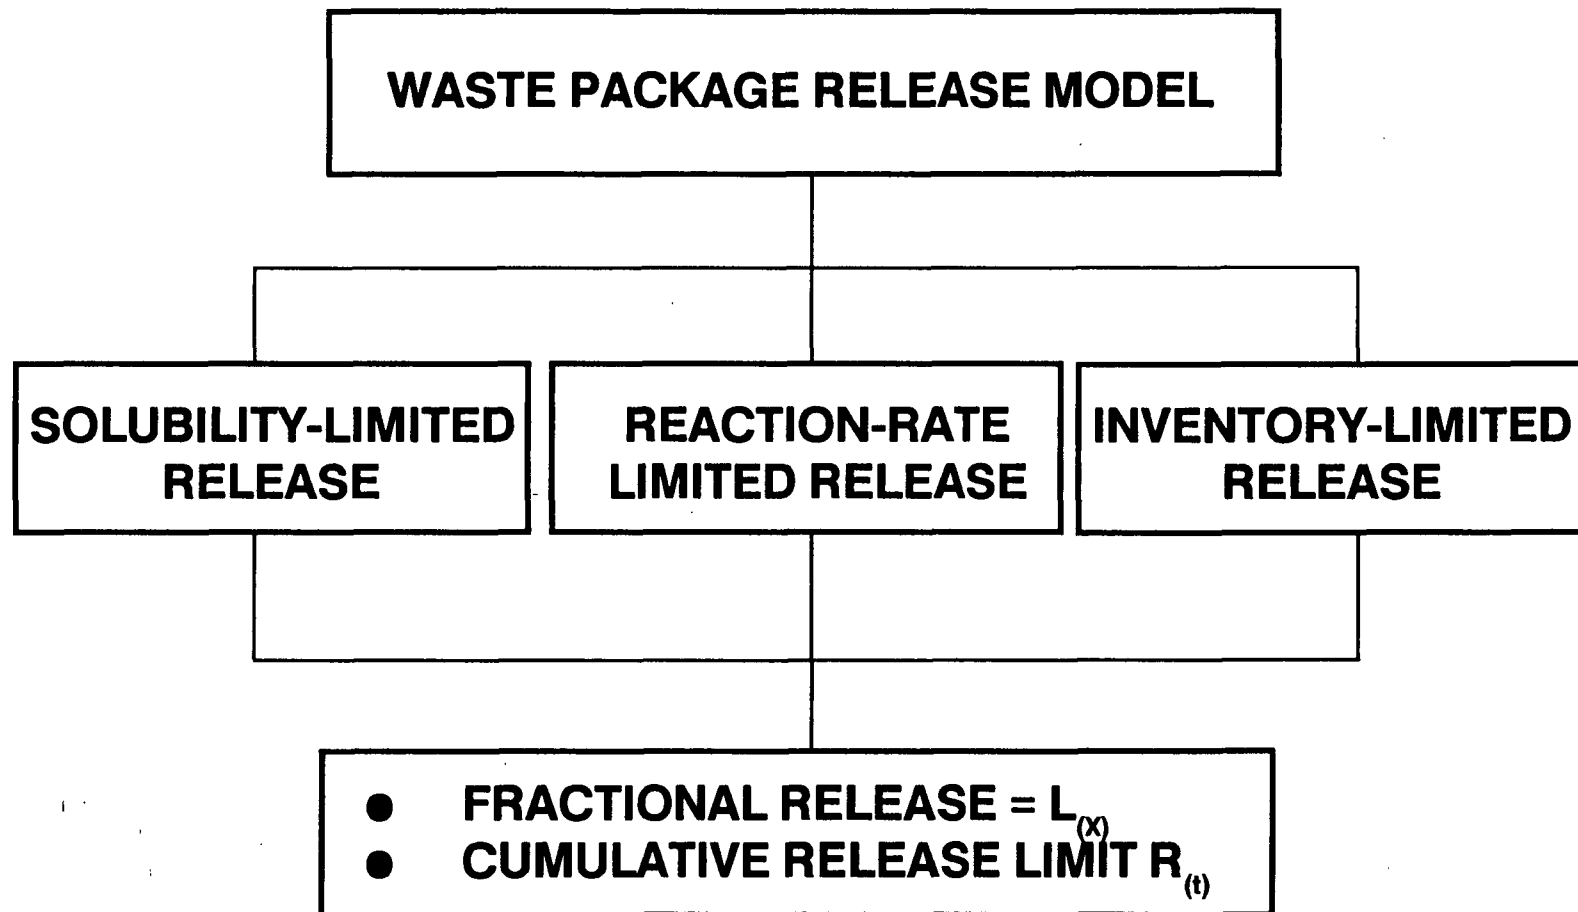 WASTE PACKAGE RELEASE MODEL
SOLUBILITY-LIMITED
RELEASE
REACTION-RATE
LIMITED RELEASE
INVENTORY-LIMITED
RELEASE
● FRACTIONAL RELEASE = L(X)
● CUMULATIVE RELEASE LIMIT R(t)